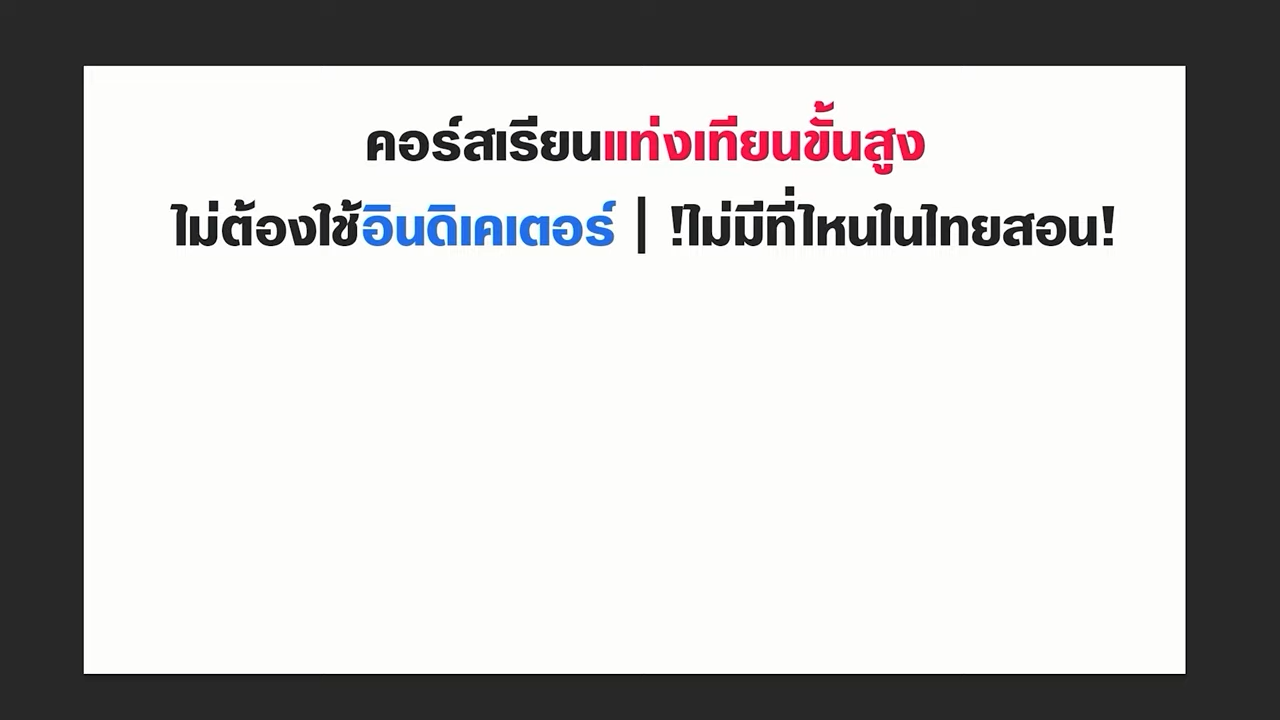 คอร์สเรียนแท่งเทียนขั้นสูง
ไม่ต้องใช้อินดิเคเตอร์ | !ไม่มีที่ไหนในไทยสอน!